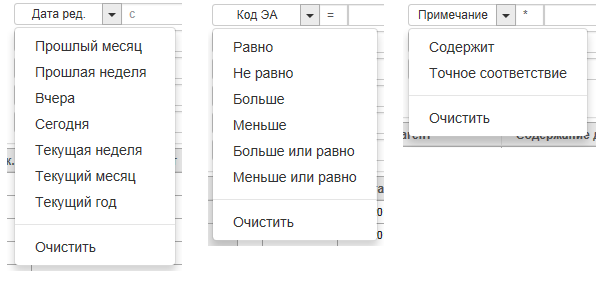 Дата ред. с
Прошлый месяц
Прошлая неделя
Вчера
Сегодня
Текущая неделя
Текущий месяц
Текущий год
Очистить
Код ЭА =
Равно
Не равно
Больше
Меньше
Больше или равно
Меньше или равно
Очистить
Примечание *
Содержит
Точное соответствие
Очистить
Содержание д